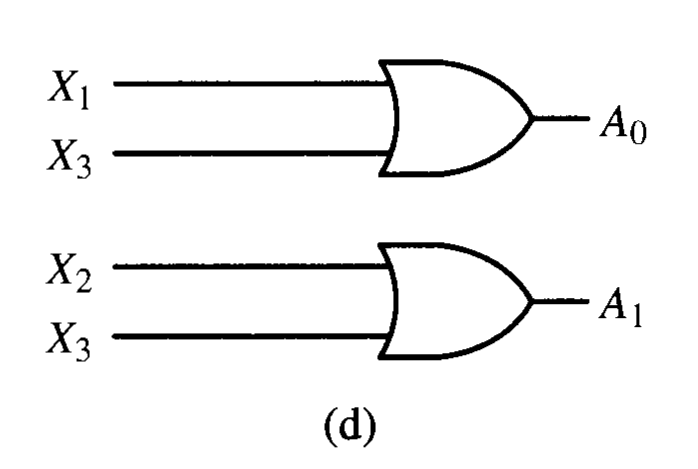 X₁
A₀
X₃
X₂
A₁
X₃
(d)